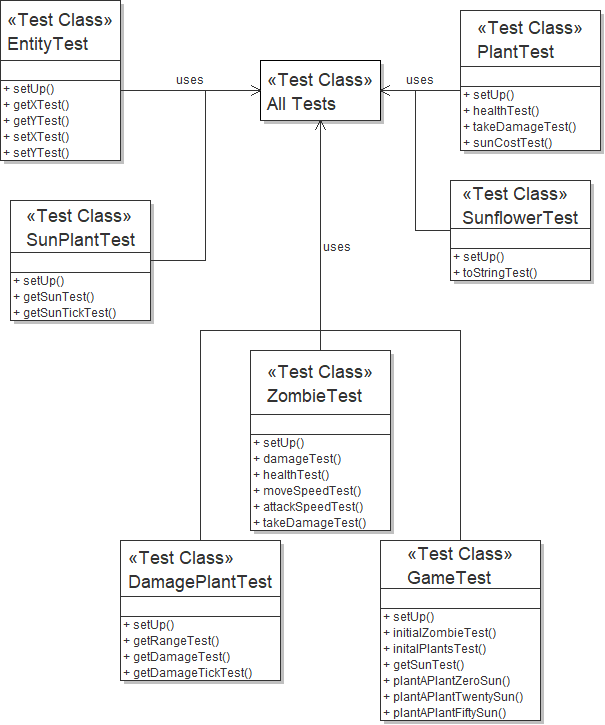 «Test Class»
EntityTest
+ setUp()
+ getXTest()
+ getYTest()
+ setXTest()
+ setYTest()
uses
«Test Class»
All Tests
uses
«Test Class»
PlantTest
+ setUp()
+ healthTest()
+ takeDamageTest()
+ sunCostTest()
«Test Class»
SunPlantTest
+ setUp()
+ getSunTest()
+ getSunTickTest()
«Test Class»
SunflowerTest
+ setUp()
+ toStringTest()
uses
«Test Class»
ZombieTest
+ setUp()
+ damageTest()
+ healthTest()
+ moveSpeedTest()
+ attackSpeedTest()
+ takeDamageTest()
«Test Class»
DamagePlantTest
+ setUp()
+ getRangeTest()
+ getDamageTest()
+ getDamageTickTest()
«Test Class»
GameTest
+ setUp()
+ initialZombieTest()
+ initalPlantsTest()
+ getSunTest()
+ plantAPlantZeroSun()
+ plantAPlantTwentySun()
+ plantAPlantFiftySun()